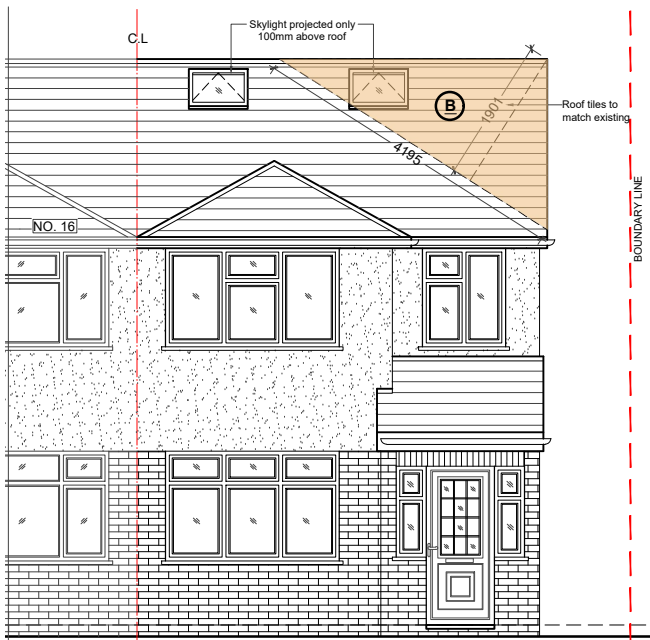 C.L
Skylight projected only
100mm above roof
B
1901
Roof tiles to
match existing
4195
BOUNDARY LINE
NO. 16